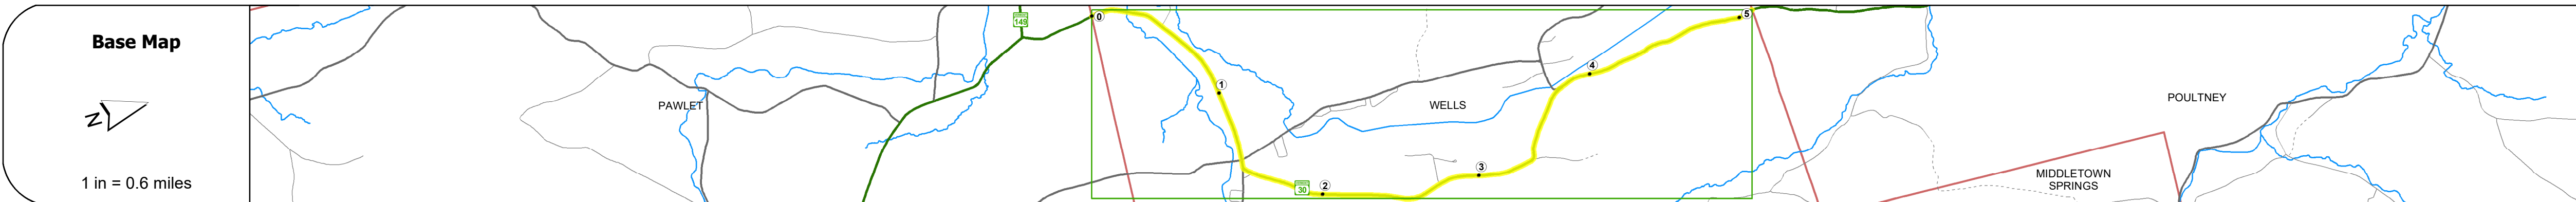 Base Map
N
1 in = 0.6 miles
149
0
5
4
1
PAWLET
WELLS
POULTNEY
3
MIDDLETOWN
SPRINGS
30
2